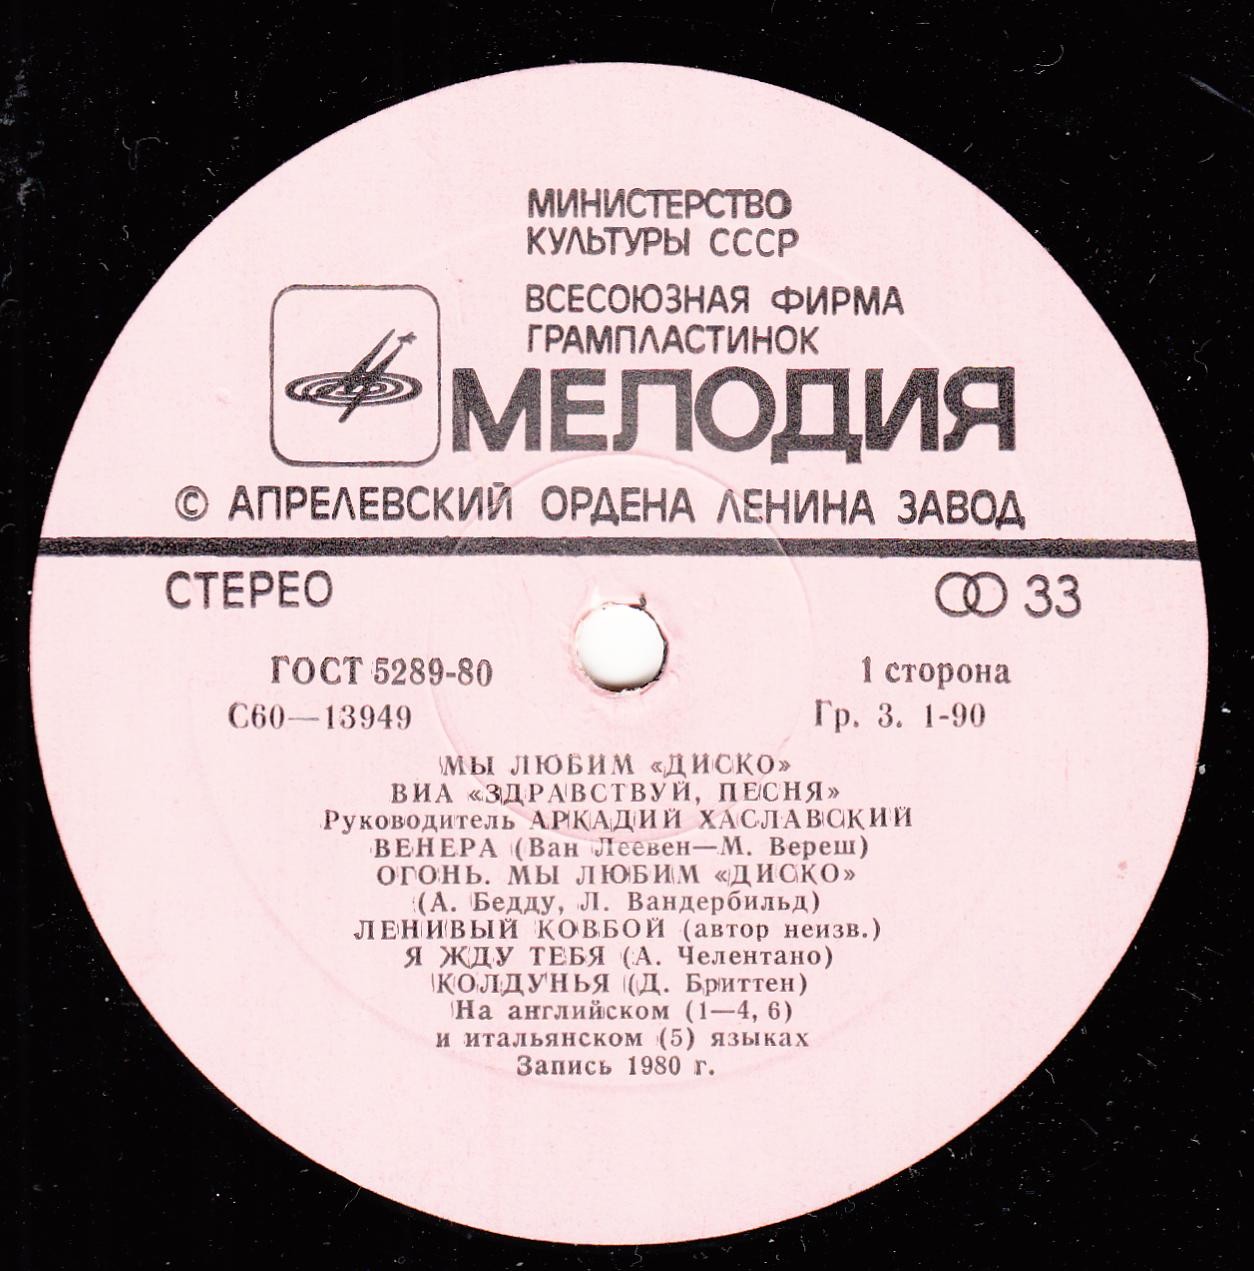 МИНИСТЕРСТВО
КУЛЬТУРЫ СССР
ВСЕСОЮЗНАЯ ФИРМА
ГРАМПЛАСТИНОК
МЕЛОДИЯ
© АПРЕЛЕВСКИЙ ОРДЕНА ЛЕНИНА ЗАВОД
СТЕРЕО 33
ГОСТ 5289-80 1 сторона
С60—13949 Гр. 3. 1-90
МЫ ЛЮБИМ «ДИСКО»
ВИА «ЗДРАВСТВУЙ, ПЕСНЯ»
Руководитель АРКАДИЙ ХАСЛАВСКИЙ
ВЕНЕРА (Ван Леевен—М. Вереш)
ОГОНЬ. МЫ ЛЮБИМ «ДИСКО»
(А. Бедду, Л. Вандербильд)
ЛЕНИВЫЙ КОВБОЙ (автор неизв.)
Я ЖДУ ТЕБЯ (А. Челентано)
КОЛДУНЬЯ (Д. Бриттен)
На английском (1—4, 6)
и итальянском (5) языках
Запись 1980 г.